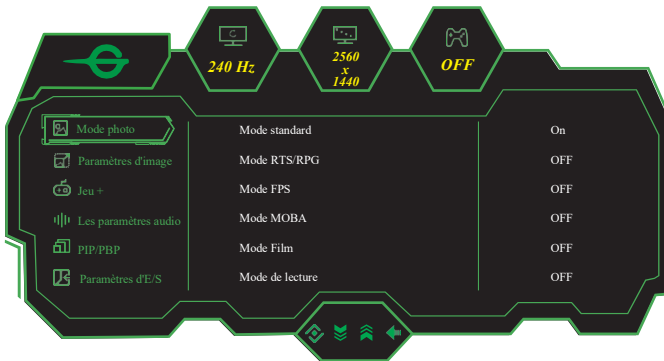 240 Hz
2560
x
1440
OFF
Mode photo
Mode standard
On
Paramètres d'image
Mode RTS/RPG
OFF
Jeu +
Mode FPS
OFF
Les paramètres audio
Mode MOBA
OFF
PIP/PBP
Mode Film
OFF
Paramètres d'E/S
Mode de lecture
OFF